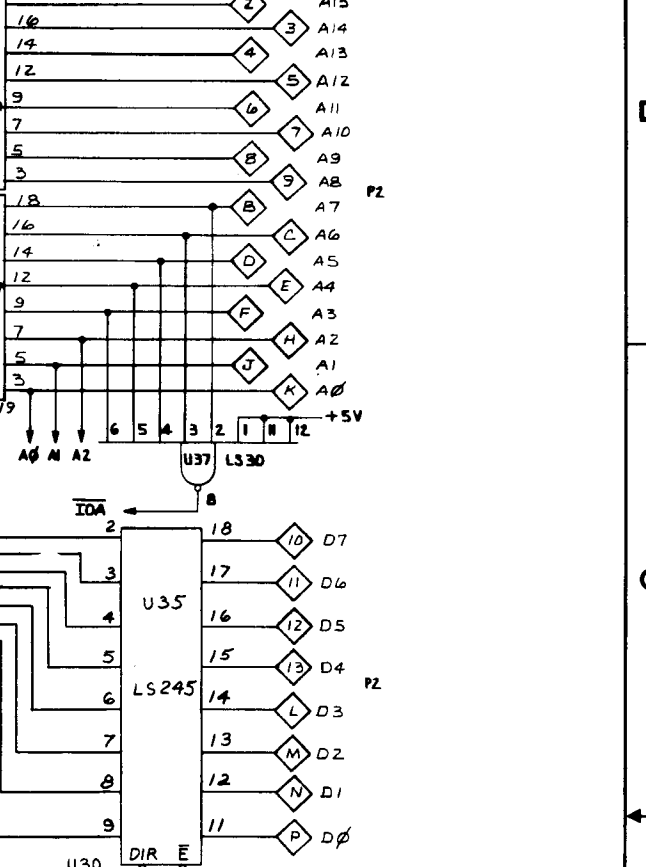 2 A15
16 3 A14
14 4 A13
12 5 A12
9 6 A11
7 7 A10
5 8 A9
3 9 A8
P2
18 B A7
16 C A6
14 D A5
12 E A4
9 F A3
7 H A2
5 J A1
3 K AØ
19
+5V
6 5 4 3 2 1 11 12
AØ A1 A2 U37 LS30
8
IOA
2 18 10 D7
3 17 11 D6
U35
4 16 12 D5
5 15 13 D4
LS245 P2
6 14 L D3
7 13 M D2
8 12 N D1
9 11 P DØ
DIR E
U30